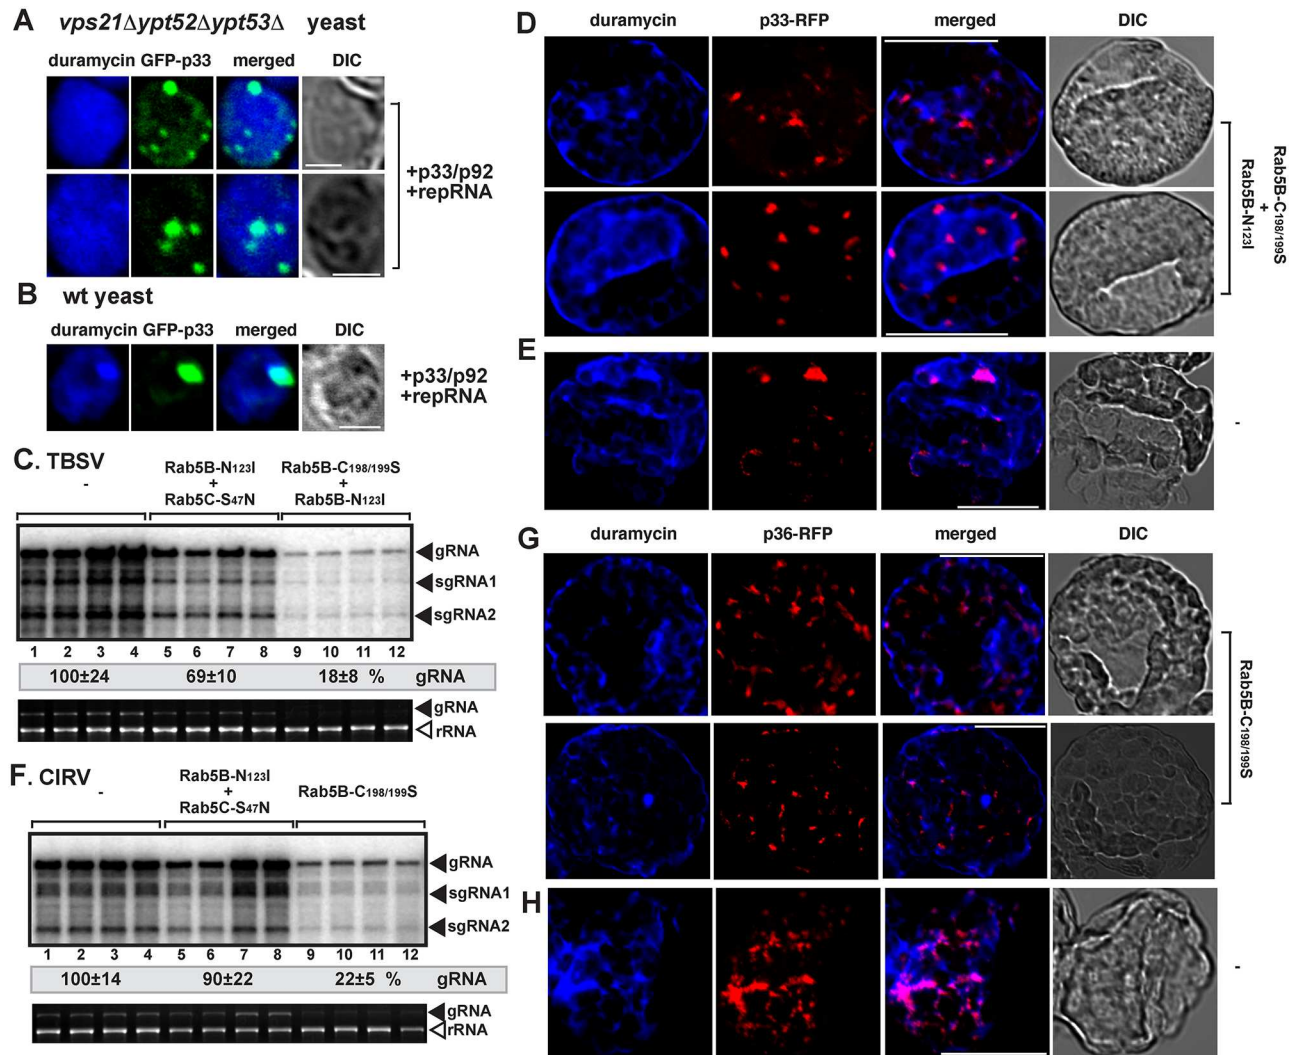 A vps21Δypt52Δypt53Δ yeast
duramycin GFP-p33 merged DIC
+p33/p92
+repRNA
B wt yeast
duramycin GFP-p33 merged DIC
+p33/p92
+repRNA
C. TBSV
- Rab5B-N123I + Rab5C-S47N Rab5B-C198/199S + Rab5B-N123I
gRNA
sgRNA1
sgRNA2
1 2 3 4 5 6 7 8 9 10 11 12
100±24 69±10 18±8 % gRNA
gRNA
rRNA
F. CIRV
- Rab5B-N123I + Rab5C-S47N Rab5B-C198/199S
gRNA
sgRNA1
sgRNA2
1 2 3 4 5 6 7 8 9 10 11 12
100±14 90±22 22±5 % gRNA
gRNA
rRNA
D duramycin p33-RFP merged DIC
Rab5B-C198/199S
+
Rab5B-N123I
E
-
G duramycin p36-RFP merged DIC
Rab5B-C198/199S
H
-